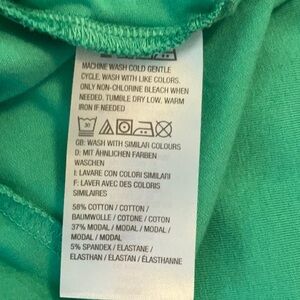 MACHINE WASH COLD GENTLE
CYCLE. WASH WITH LIKE COLORS.
ONLY NON-CHLORINE BLEACH WHEN
NEEDED. TUMBLE DRY LOW. WARM
IRON IF NEEDED
30
GB: WASH WITH SIMILAR COLOURS
D: MIT ÄHNLICHEN FARBEN
WASCHEN
I: LAVARE CON COLORI SIMILARI
F: LAVER AVEC DES COLORIS
SIMILAIRES
58% COTTON / COTTON /
BAUMWOLLE / COTONE / COTON
37% MODAL / MODAL / MODAL /
MODAL / MODAL
5% SPANDEX / ELASTANE /
ELASTHAN / ELASTAN / ÉLASTHANNE